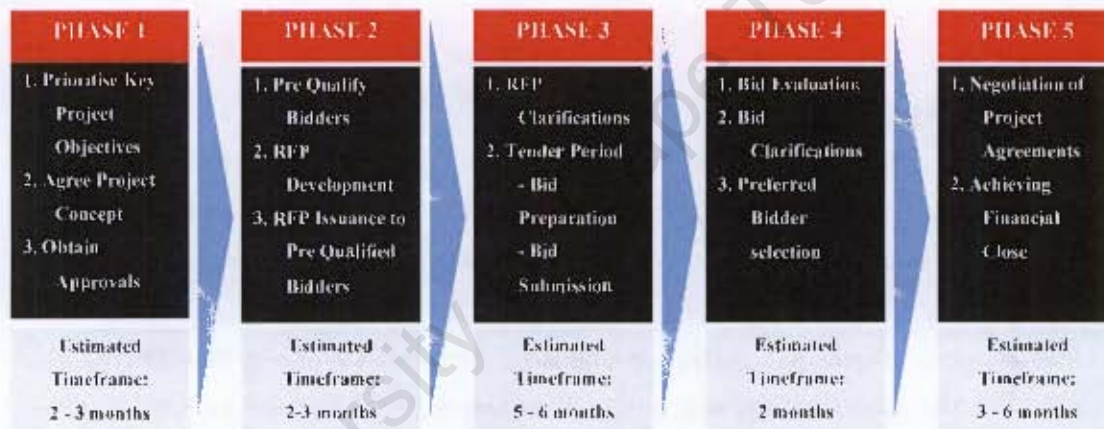 PHASE 1
1. Prioratise Key
Project
Objectives
2. Agree Project
Concept
3. Obtain
Approvals
Estimated
Timeframe:
2 - 3 months
PHASE 2
1. Pre Qualify
Bidders
2. RFP
Development
3. RFP Issuance to
Pre Qualified
Bidders
Estimated
Timeframe:
2-3 months
PHASE 3
1. RFP
Clarifications
2. Tender Period
- Bid
Preparation
- Bid
Submission
Estimated
Timeframe:
5 - 6 months
PHASE 4
1. Bid Evaluation
2. Bid
Clarifications
3. Preferred
Bidder
selection
Estimated
Timeframe:
2 months
PHASE 5
1. Negotiation of
Project
Agreements
2. Achieving
Financial
Close
Estimated
Timeframe:
3 - 6 months